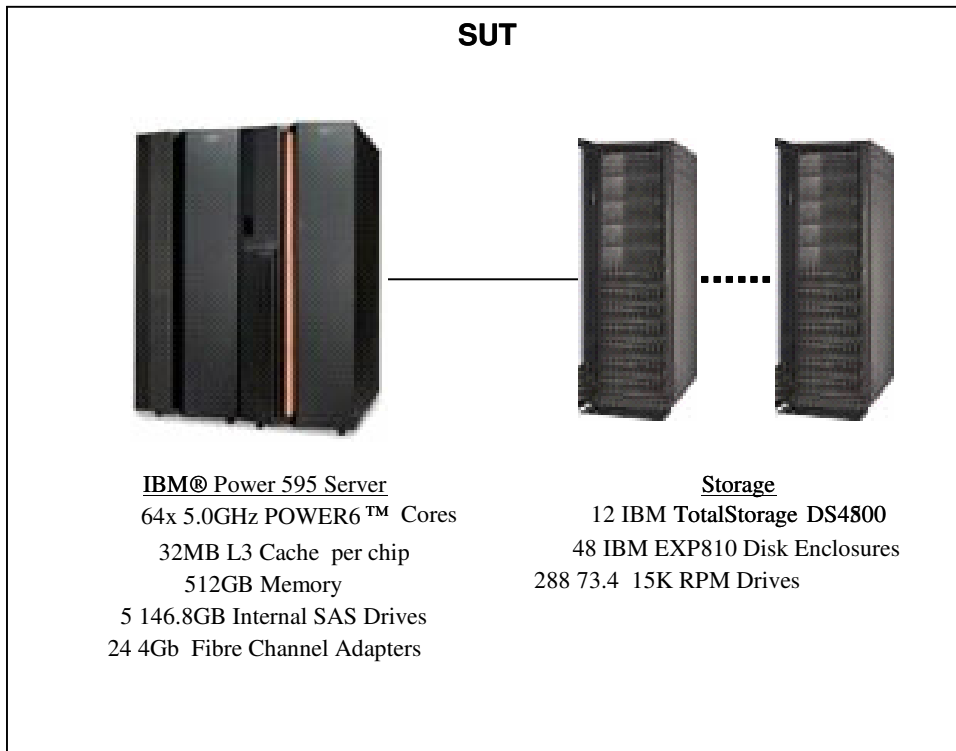 SUT
IBM® Power 595 Server
64x 5.0GHz POWER6™ Cores
32MB L3 Cache per chip
512GB Memory
5 146.8GB Internal SAS Drives
24 4Gb Fibre Channel Adapters
Storage
12 IBM TotalStorage DS4800
48 IBM EXP810 Disk Enclosures
288 73.4 15K RPM Drives